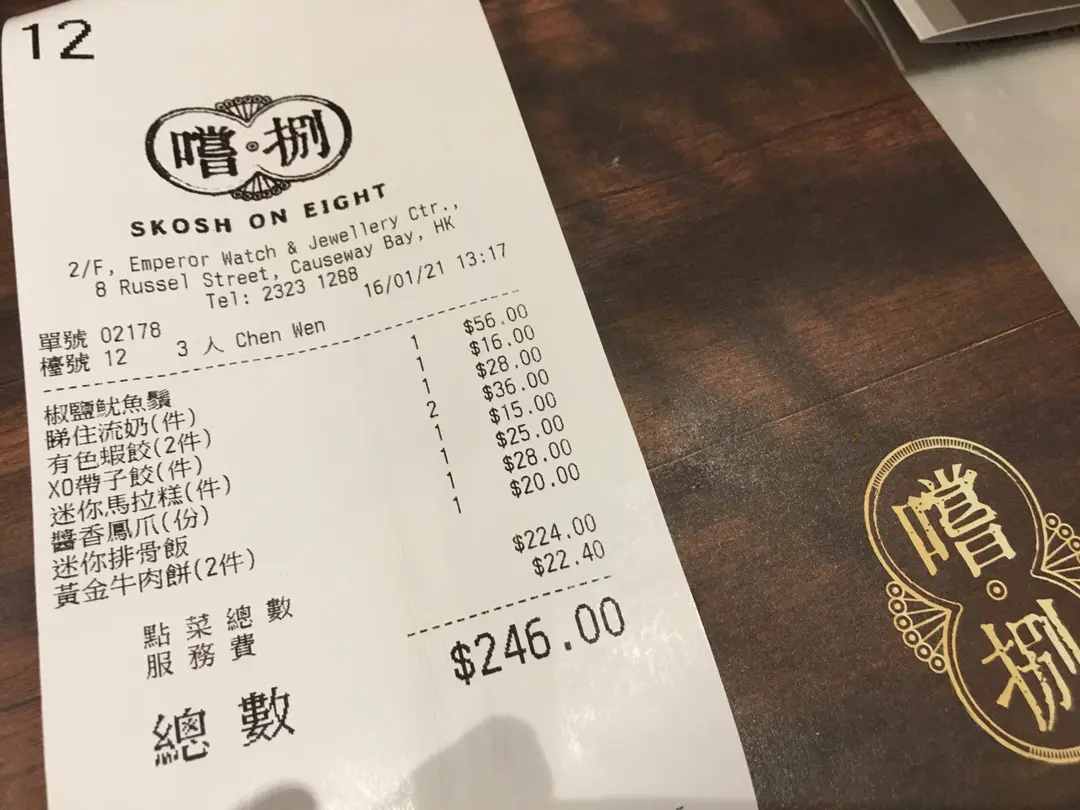 12
嚐·捌
SKOSH ON EIGHT
2/F, Emperor Watch & Jewellery Ctr.,
8 Russel Street, Causeway Bay, HK
Tel: 2323 1288
16/01/21 13:17
單號 02178
檯號 12 3 人 Chen Wen
椒鹽魷魚鬚 1 $56.00
睇住流奶(件) 1 $16.00
有色蝦餃(2件) 1 $28.00
XO帶子餃(件) 2 $36.00
迷你馬拉糕(件) 1 $15.00
醬香鳳爪(份) 1 $25.00
迷你排骨飯 1 $28.00
黃金牛肉餅(2件) 1 $20.00
點菜總數 $224.00
服務費 $22.40
總數 $246.00
嚐·捌